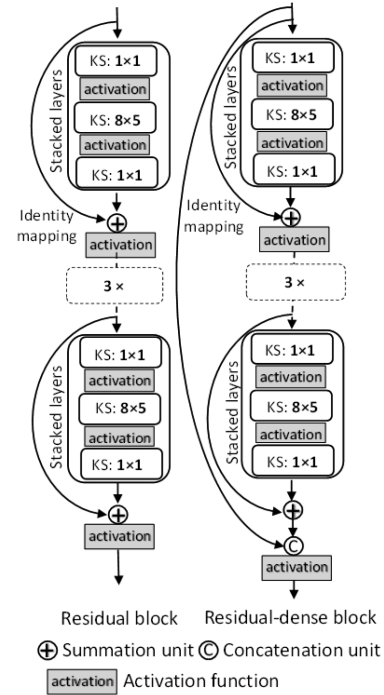 Stacked layers
KS: 1×1
activation
KS: 8×5
activation
KS: 1×1
Identity
mapping
activation
3 ×
Stacked layers
KS: 1×1
activation
KS: 8×5
activation
KS: 1×1
activation
Residual block
Stacked layers
KS: 1×1
activation
KS: 8×5
activation
KS: 1×1
Identity
mapping
activation
3 ×
Stacked layers
KS: 1×1
activation
KS: 8×5
activation
KS: 1×1
C
activation
Residual-dense block
+ Summation unit C Concatenation unit
activation Activation function